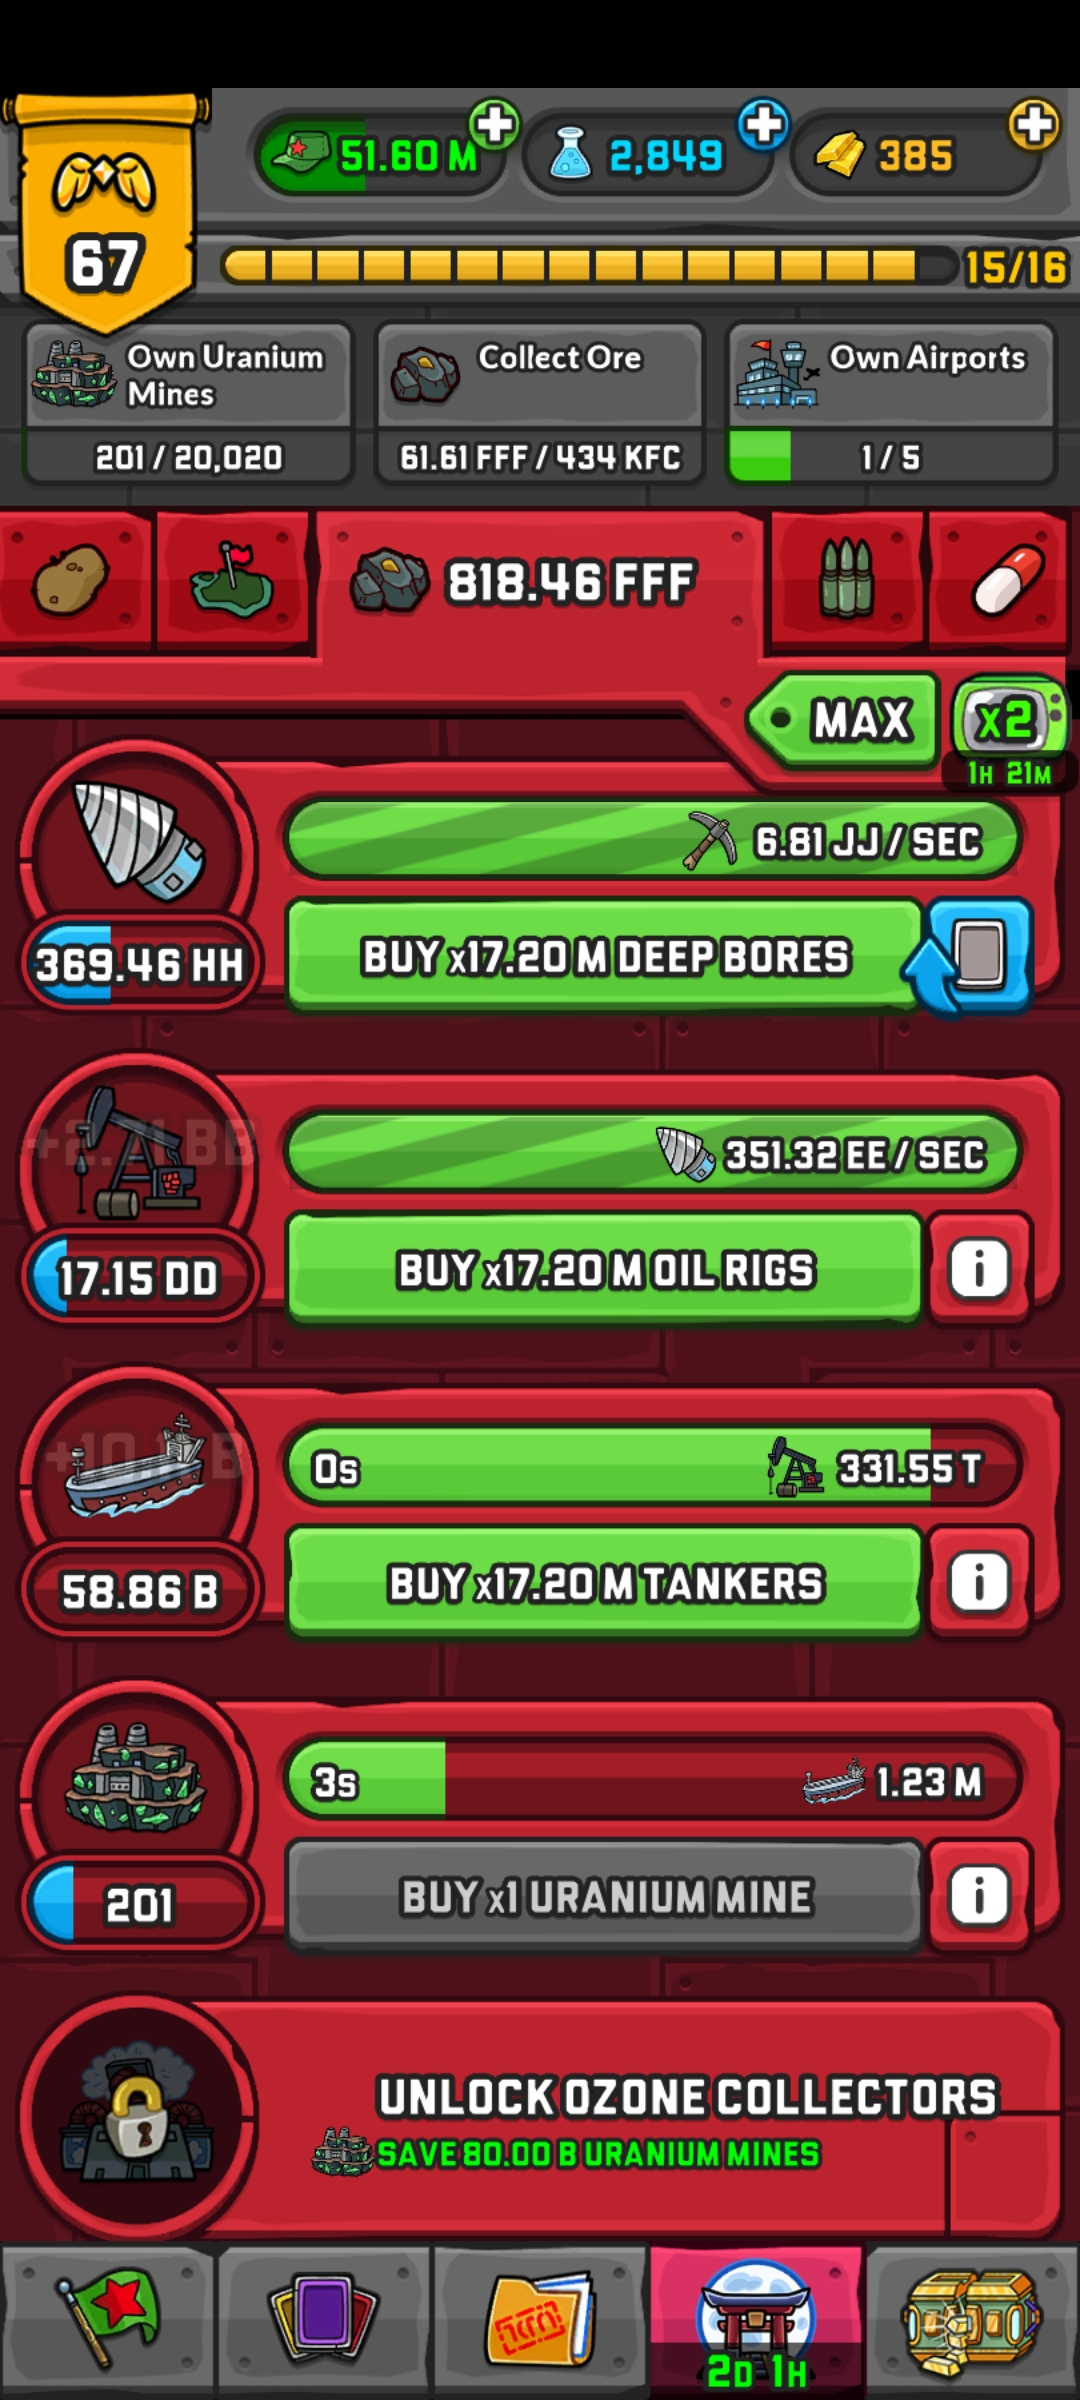 51.60 M
2,849
385
67
15/16
Own Uranium
Mines
201 / 20,020
Collect Ore
61.61 FFF / 434 KFC
Own Airports
1 / 5
818.46 FFF
MAX
x2
1H 21M
6.81 JJ / SEC
369.46 HH
BUY x17.20 M DEEP BORES
351.32 EE / SEC
17.15 DD
BUY x17.20 M OIL RIGS
i
0s
331.55 T
58.86 B
BUY x17.20 M TANKERS
i
3s
1.23 M
201
BUY x1 URANIUM MINE
i
UNLOCK OZONE COLLECTORS
SAVE 80.00 B URANIUM MINES
2D 1H